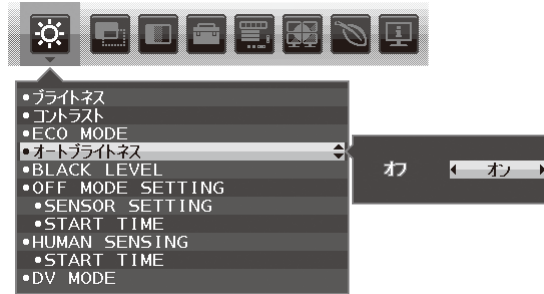 •ブライトネス
•コントラスト
•ECO MODE
•オートブライトネス
オフ オン
•BLACK LEVEL
•OFF MODE SETTING
•SENSOR SETTING
•START TIME
•HUMAN SENSING
•START TIME
•DV MODE